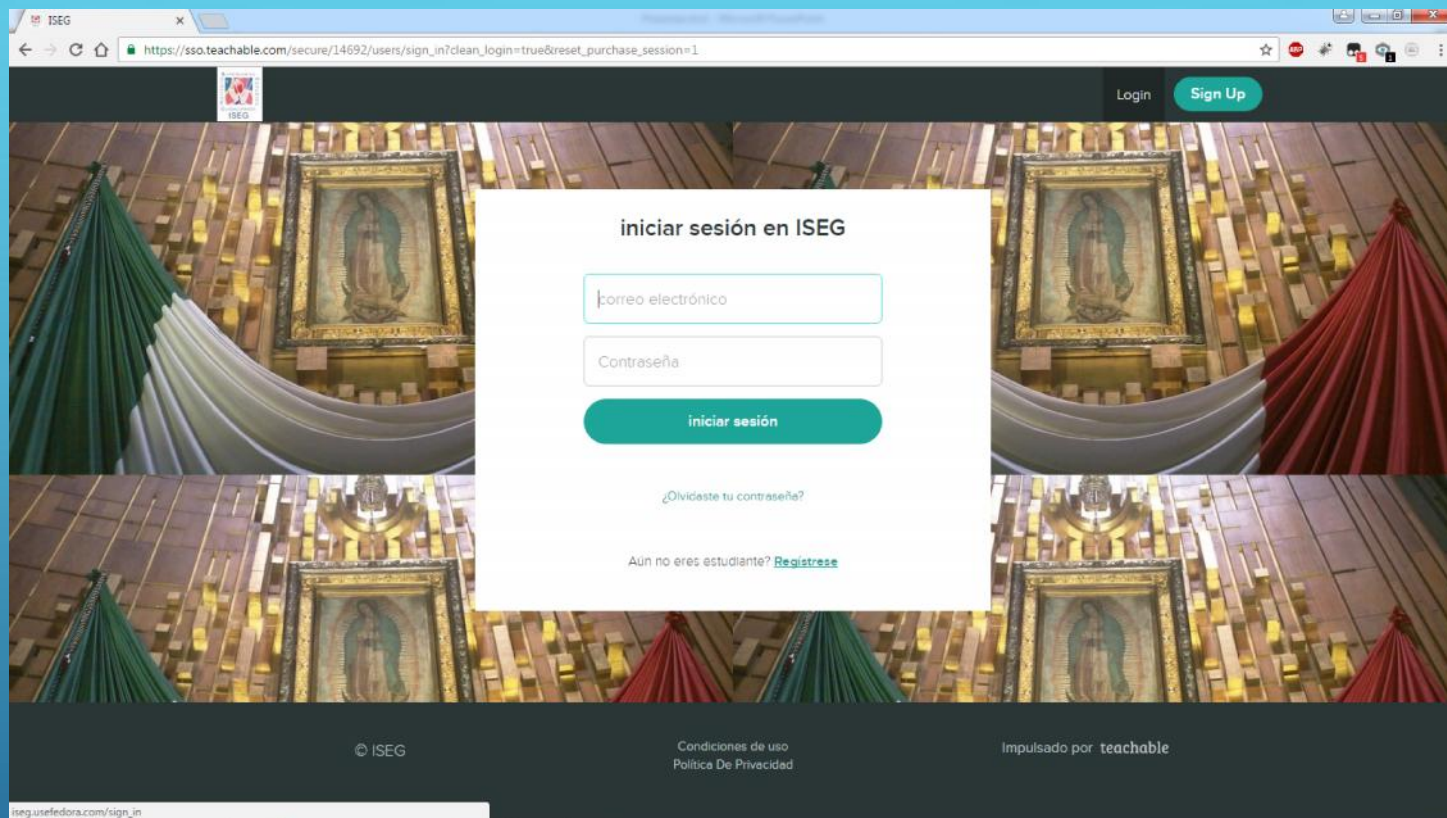 ISEG
https://sso.teachable.com/secure/14692/users/sign_in?clean_login=true&reset_purchase_session=1
ISEG
Login
Sign Up
iniciar sesión en ISEG
correo electrónico
Contraseña
iniciar sesión
¿Olvidaste tu contraseña?
Aún no eres estudiante? Regístrese
© ISEG
Condiciones de uso
Política De Privacidad
Impulsado por teachable
iseg.usefedora.com/sign_in